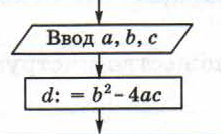 Ввод a, b, c
d: = b² – 4ac